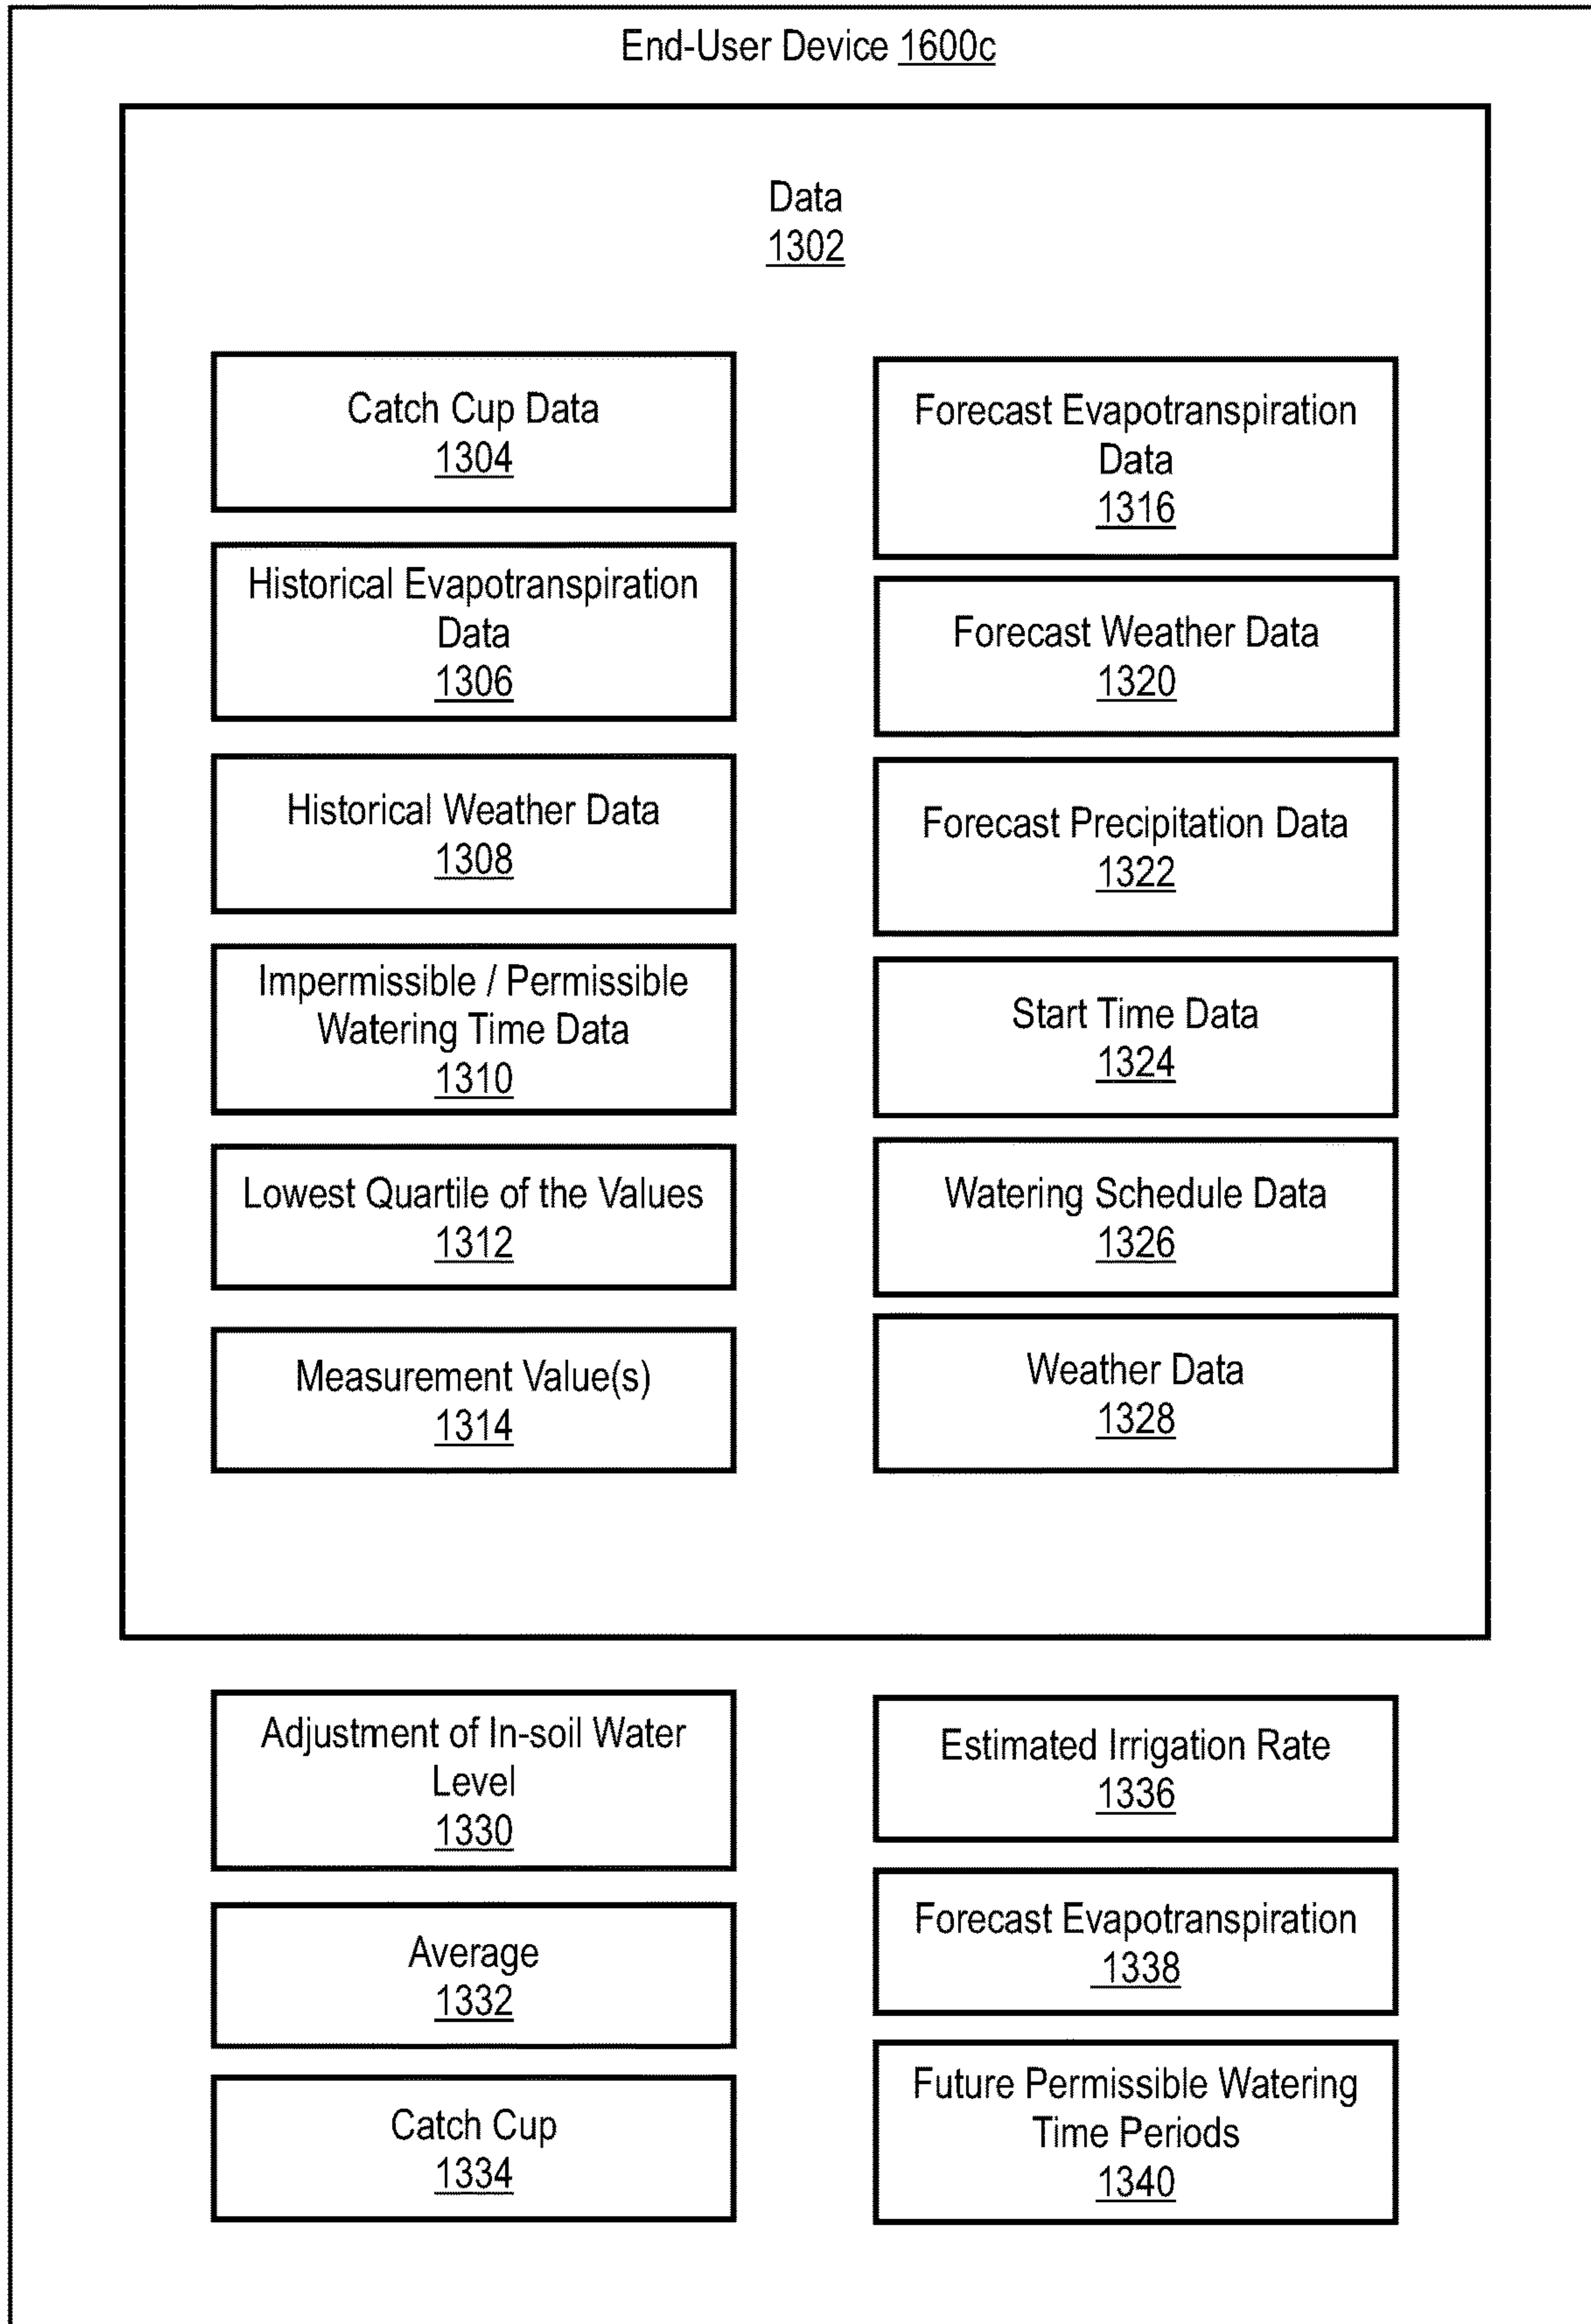 End-User Device 1600c
Data
1302
Catch Cup Data
1304
Historical Evapotranspiration
Data
1306
Historical Weather Data
1308
Impermissible / Permissible
Watering Time Data
1310
Lowest Quartile of the Values
1312
Measurement Value(s)
1314
Forecast Evapotranspiration
Data
1316
Forecast Weather Data
1320
Forecast Precipitation Data
1322
Start Time Data
1324
Watering Schedule Data
1326
Weather Data
1328
Adjustment of In-soil Water
Level
1330
Average
1332
Catch Cup
1334
Estimated Irrigation Rate
1336
Forecast Evapotranspiration
1338
Future Permissible Watering
Time Periods
1340